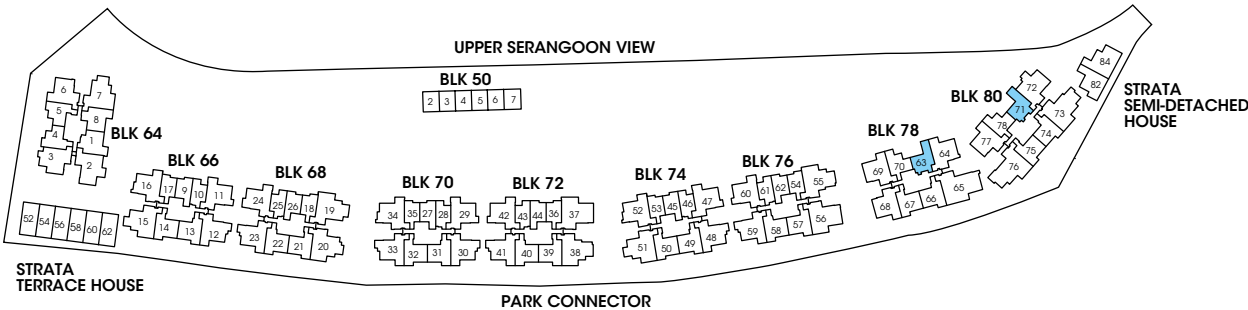 UPPER SERANGOON VIEW
BLK 50
2 3 4 5 6 7
84
82
STRATA
SEMI-DETACHED
HOUSE
BLK 80
72
71
73
78
74
77
75
76
6
7
5
8
BLK 64
4
1
3
2
BLK 78
64
63
70
69
65
66
67
68
BLK 66
16 17 9 10 11
15 14 13 12
BLK 68
24 25 26 18 19
23 22 21 20
BLK 70
34 35 27 28 29
33 32 31 30
BLK 72
42 43 44 36 37
41 40 39 38
BLK 74
52 53 45 46 47
51 50 49 48
BLK 76
60 61 62 54 55
59 58 57 56
52 54 56 58 60 62
STRATA
TERRACE HOUSE
PARK CONNECTOR